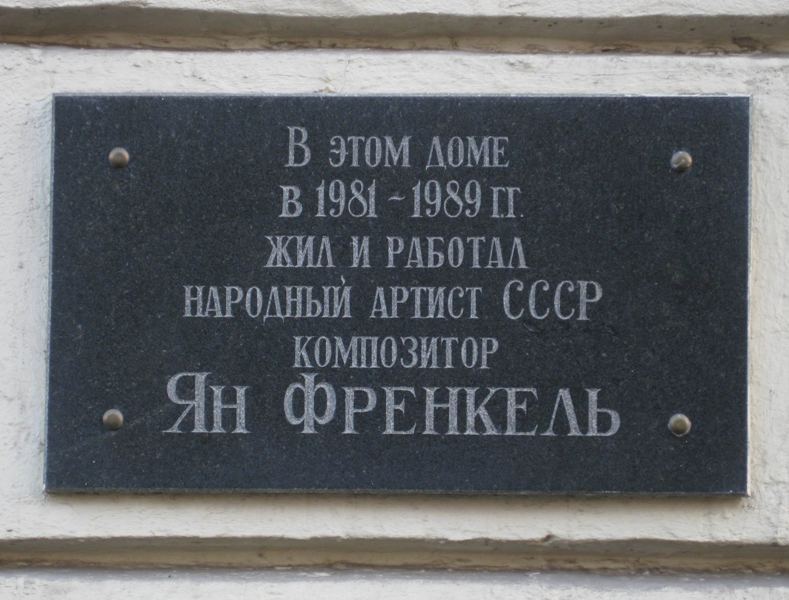 В ЭТОМ ДОМЕ
В 1981-1989 ГГ.
ЖИЛ И РАБОТАЛ
НАРОДНЫЙ АРТИСТ СССР
КОМПОЗИТОР
ЯН ФРЕНКЕЛЬ